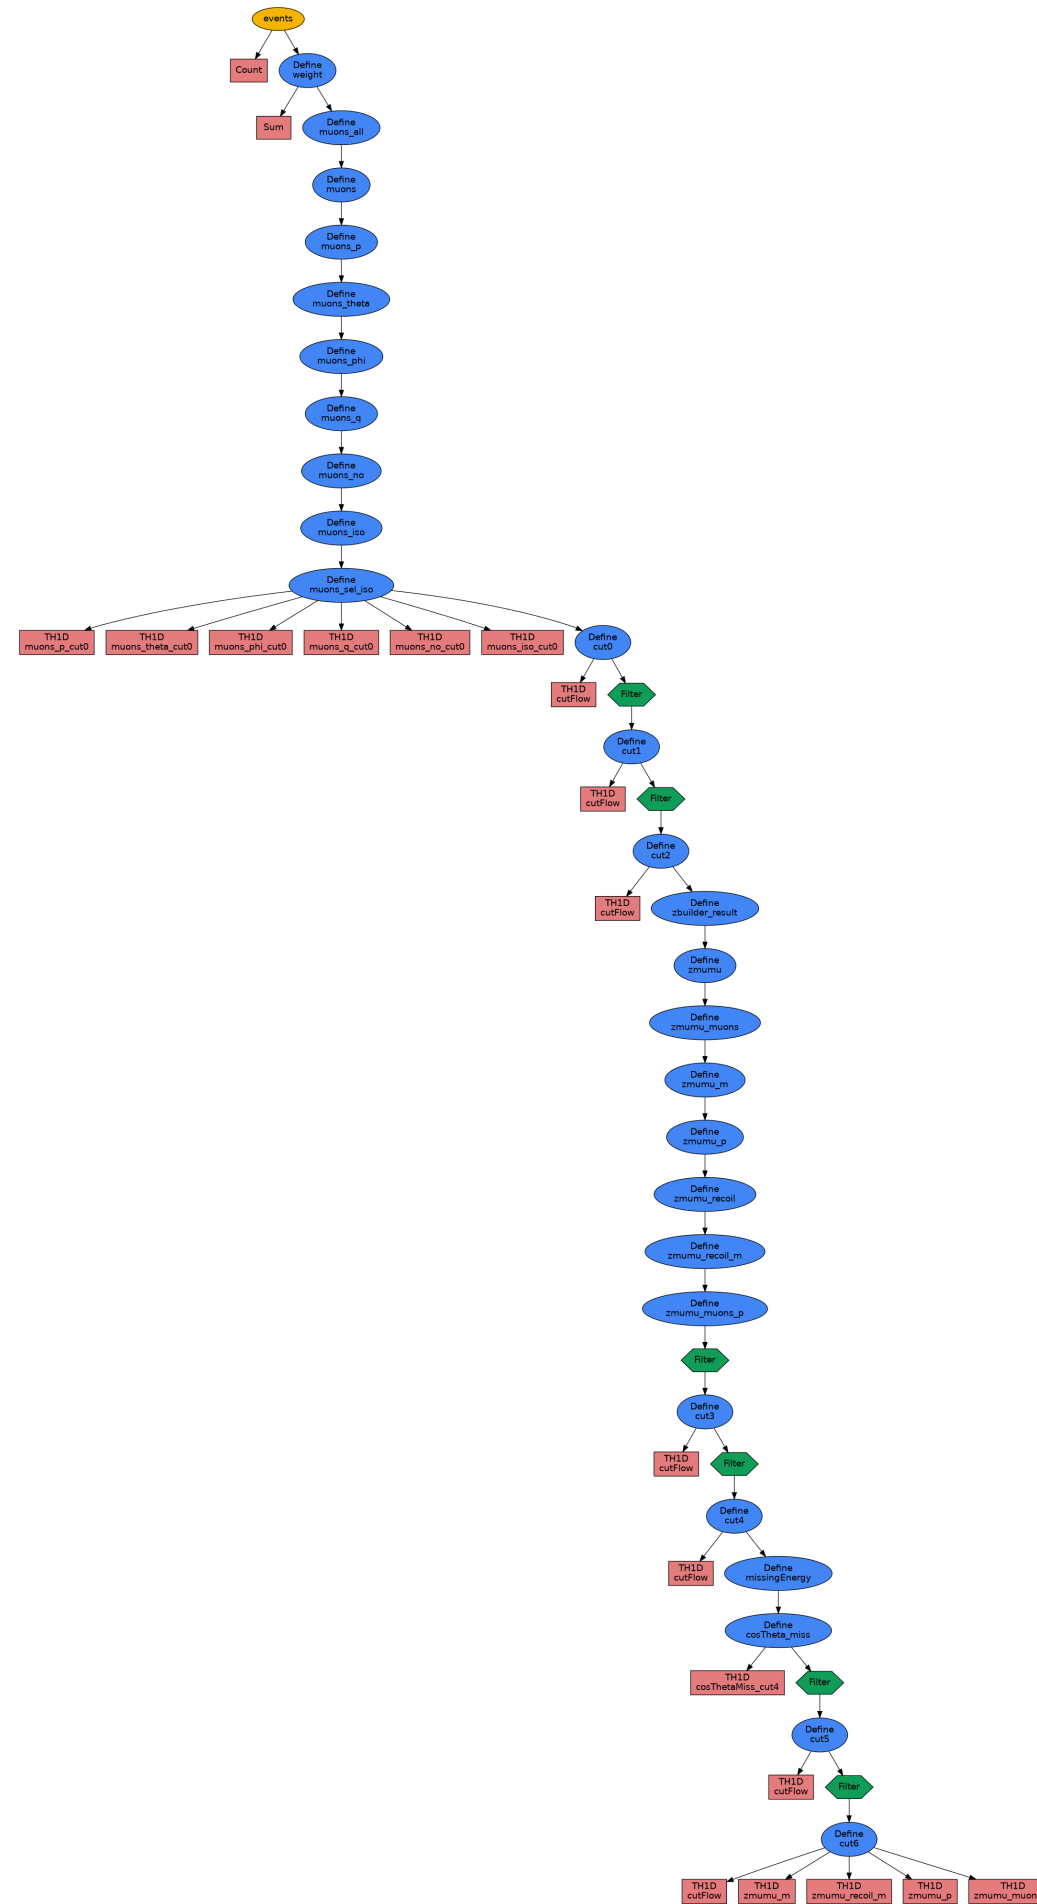 events
Count
Define
weight
Sum
Define
muons_all
Define
muons
Define
muons_p
Define
muons_theta
Define
muons_phi
Define
muons_q
Define
muons_no
Define
muons_iso
Define
muons_sel_iso
TH1D
muons_p_cut0
TH1D
muons_theta_cut0
TH1D
muons_phi_cut0
TH1D
muons_q_cut0
TH1D
muons_no_cut0
TH1D
muons_iso_cut0
Define
cut0
TH1D
cutFlow
Filter
Define
cut1
TH1D
cutFlow
Filter
Define
cut2
TH1D
cutFlow
Define
zbuilder_result
Define
zmumu
Define
zmumu_muons
Define
zmumu_m
Define
zmumu_p
Define
zmumu_recoil
Define
zmumu_recoil_m
Define
zmumu_muons_p
Filter
Define
cut3
TH1D
cutFlow
Filter
Define
cut4
TH1D
cutFlow
Define
missingEnergy
Define
cosTheta_miss
TH1D
cosThetaMiss_cut4
Filter
Define
cut5
TH1D
cutFlow
Filter
Define
cut6
TH1D
cutFlow
TH1D
zmumu_m
TH1D
zmumu_recoil_m
TH1D
zmumu_p
TH1D
zmumu_muon